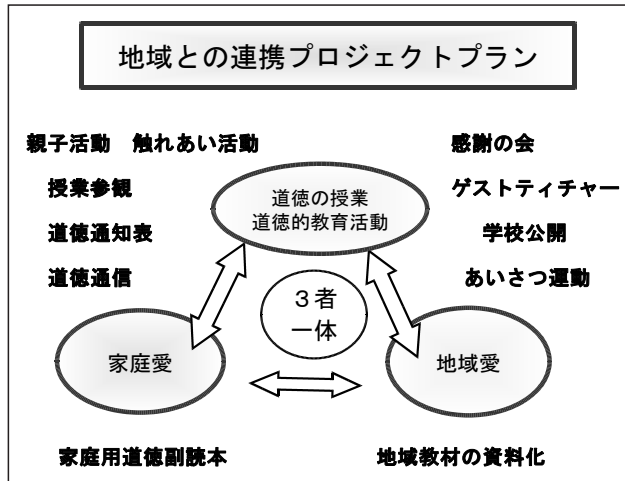 地域との連携プロジェクトプラン
親子活動　触れあい活動
感謝の会
授業参観
道徳の授業
道徳的教育活動
ゲストティチャー
道徳通知表
学校公開
道徳通信
あいさつ運動
３者
一体
家庭愛
地域愛
家庭用道徳副読本
地域教材の資料化